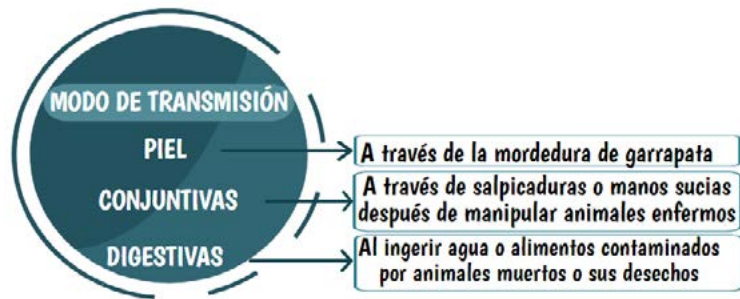 MODO DE TRANSMISIÓN
PIEL
A través de la mordedura de garrapata
CONJUNTIVAS
A través de salpicaduras o manos sucias
después de manipular animales enfermos
DIGESTIVAS
Al ingerir agua o alimentos contaminados
por animales muertos o sus desechos